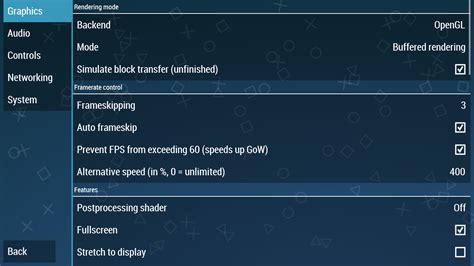 Graphics
Audio
Controls
Networking
System
Back
Rendering mode
Backend OpenGL
Mode Buffered rendering
Simulate block transfer (unfinished)
Framerate control
Frameskipping 3
Auto frameskip
Prevent FPS from exceeding 60 (speeds up GoW)
Alternative speed (in %, 0 = unlimited) 400
Features
Postprocessing shader Off
Fullscreen
Stretch to display